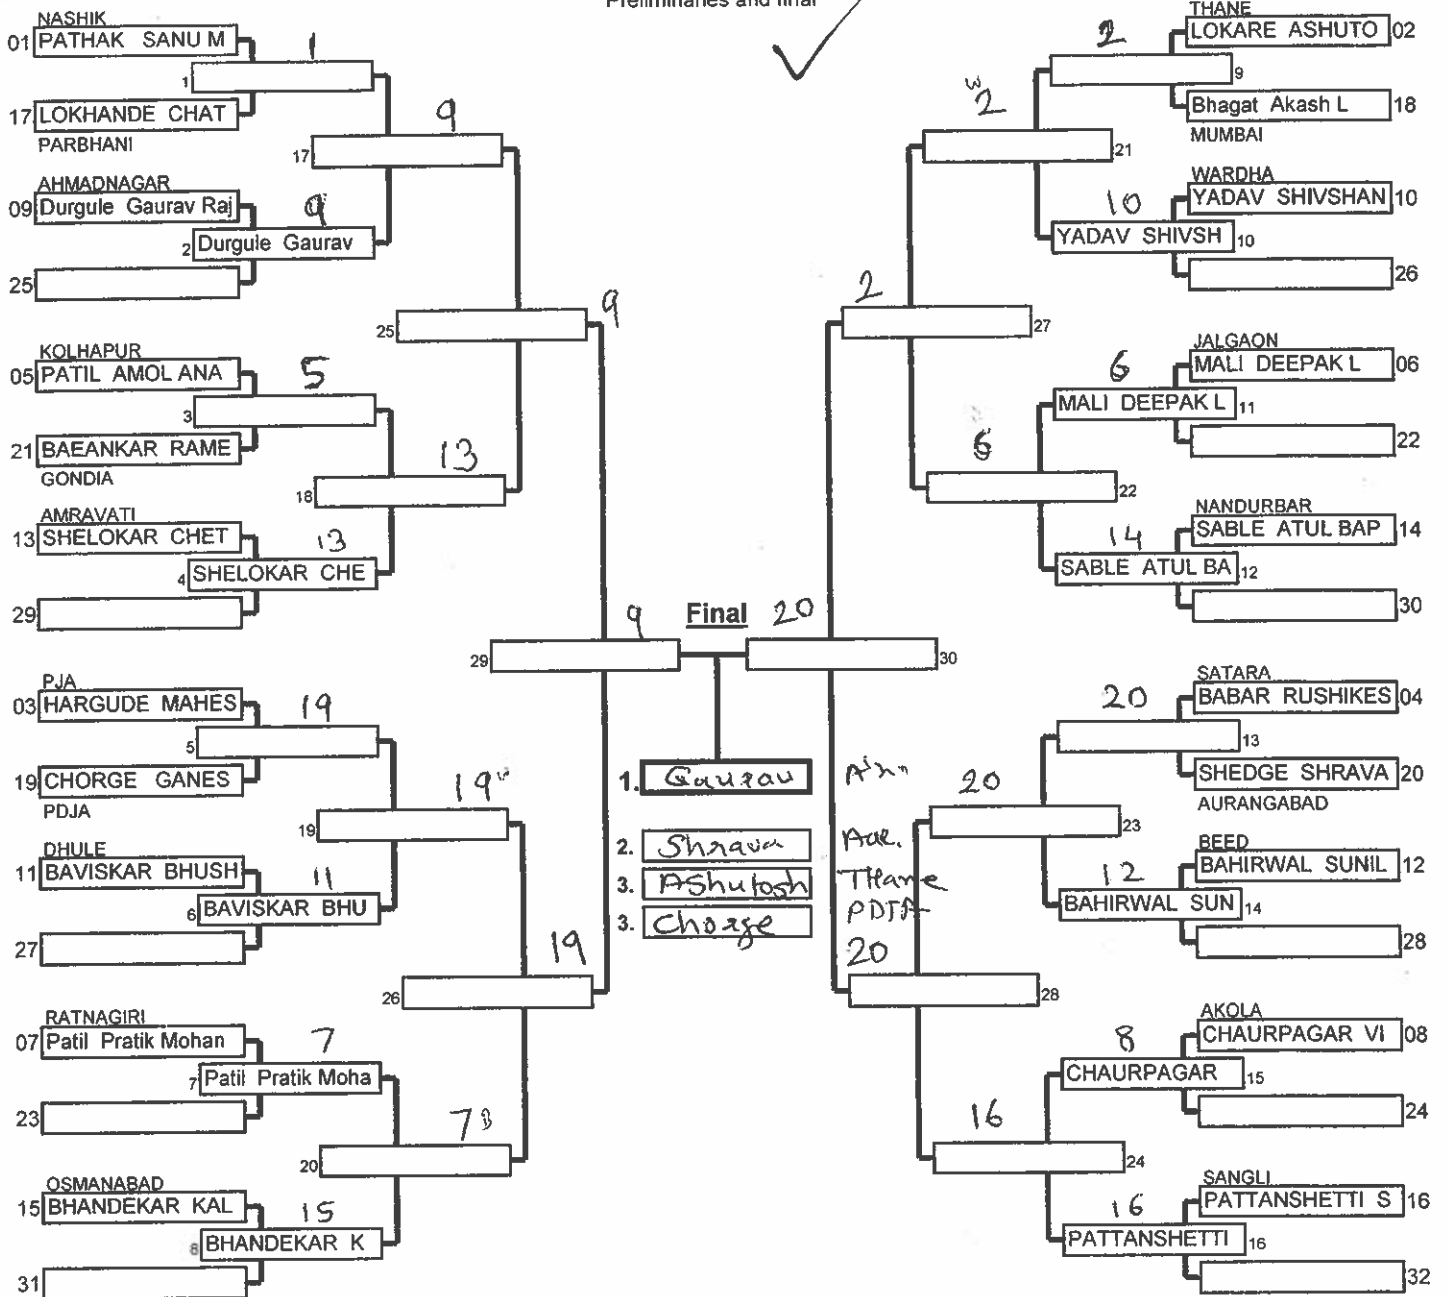 Preliminaries and final
NASHIK
01 PATHAK SANU M
1
1
17 LOKHANDE CHAT
PARBHANI
9
17
AHMADNAGAR
09 Durgule Gaurav Raj
9
2 Durgule Gaurav
25
9
25
KOLHAPUR
05 PATIL AMOL ANA
5
3
21 BAEANKAR RAME
GONDIA
13
18
AMRAVATI
13 SHELOKAR CHET
13
4 SHELOKAR CHE
29
9
29
PJA
03 HARGUDE MAHES
19
5
19 CHORGE GANES
PDJA
19
19
DHULE
11 BAVISKAR BHUSH
11
6 BAVISKAR BHU
27
19
26
RATNAGIRI
07 Patil Pratik Mohan
7
7 Patil Pratik Moha
23
7 B
20
OSMANABAD
15 BHANDEKAR KAL
15
8 BHANDEKAR K
31
Final
1. Gaurav
2. Shrava Aur.
3. AShutosh Thane
3. Chorge PDJA
THANE
LOKARE ASHUTO 02
2
9
Bhagat Akash L 18
MUMBAI
W
2
21
WARDHA
YADAV SHIVSHAN 10
10
YADAV SHIVSH 10
26
2
27
JALGAON
MALI DEEPAK L 06
6
MALI DEEPAK L 11
22
6
22
NANDURBAR
SABLE ATUL BAP 14
14
SABLE ATUL BA 12
30
20
30
SATARA
BABAR RUSHIKES 04
20
13
SHEDGE SHRAVA 20
AURANGABAD
20
23
BEED
BAHIRWAL SUNIL 12
12
BAHIRWAL SUN 14
28
20
28
AKOLA
CHAURPAGAR VI 08
8
CHAURPAGAR 15
24
16
24
SANGLI
PATTANSHETTI S 16
16
PATTANSHETTI 16
32